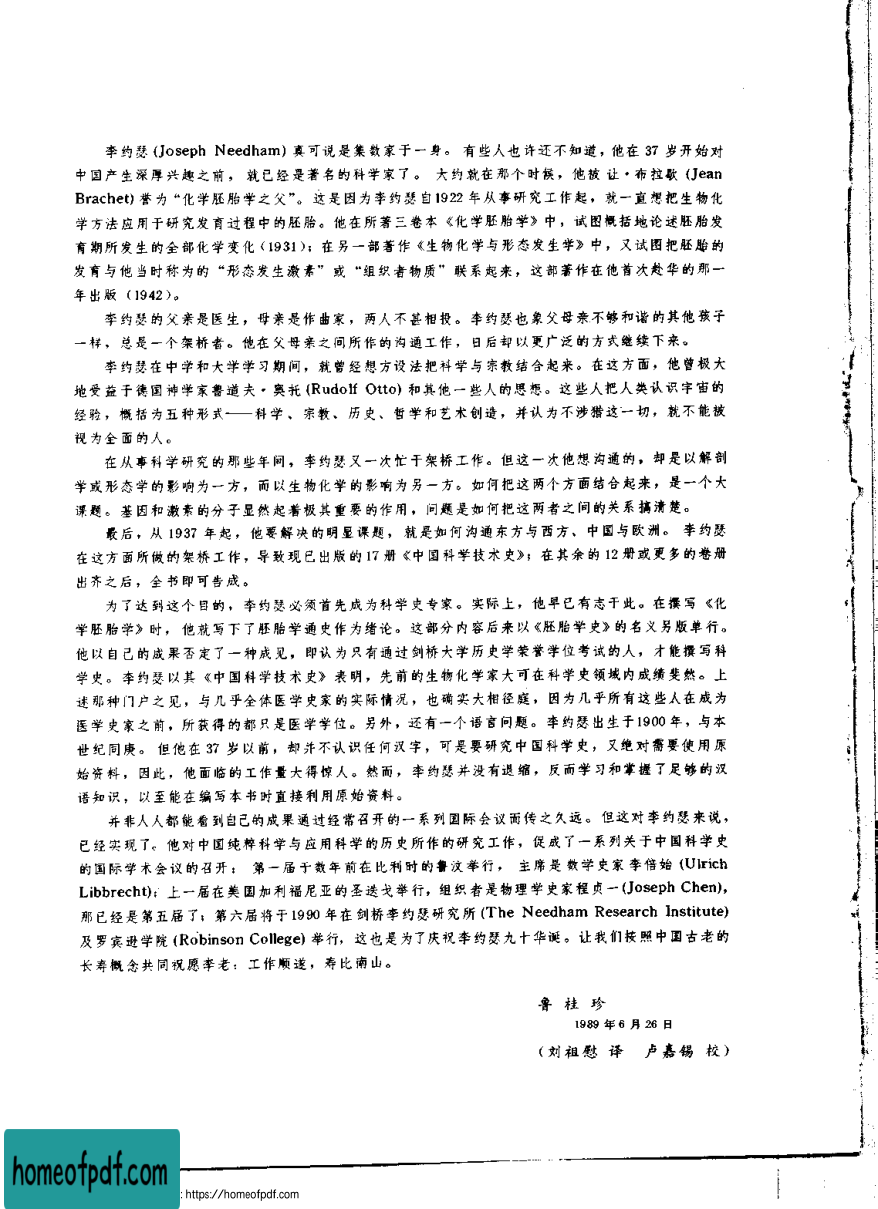 李约瑟 (Joseph Needham) 真可说是集数家于一身。有些人也许还不知道，他在 37 岁开始对
中国产生深厚兴趣之前，就已经是著名的科学家了。大约就在那个时候，他被让·布拉歇 (Jean
Brachet) 誉为“化学胚胎学之父”。这是因为李约瑟自1922 年从事研究工作起，就一直想把生物化
学方法应用于研究发育过程中的胚胎。他在所著三卷本《化学胚胎学》中，试图概括地论述胚胎发
育期所发生的全部化学变化(1931)；在另一部著作《生物化学与形态发生学》中，又试图把胚胎的
发育与他当时称为的“形态发生激素”或“组织者物质”联系起来，这部著作在他首次赴华的那一
年出版（1942）。
李约瑟的父亲是医生，母亲是作曲家，两人不甚相投。李约瑟也象父母亲不够和谐的其他孩子
一样，总是一个架桥者。他在父母亲之间所作的沟通工作，日后却以更广泛的方式继续下来。
李约瑟在中学和大学学习期间，就曾经想方设法把科学与宗教结合起来。在这方面，他曾极大
地受益于德国神学家鲁道夫·奥托 (Rudolf Otto) 和其他一些人的思想。这些人把人类认识宇宙的
经验，概括为五种形式——科学、宗教、历史、哲学和艺术创造，并认为不涉猎这一切，就不能被
视为全面的人。
在从事科学研究的那些年间，李约瑟又一次忙于架桥工作。但这一次他想沟通的，却是以解剖
学或形态学的影响为一方，而以生物化学的影响为另一方。如何把这两个方面结合起来，是一个大
课题。基因和激素的分子显然起着极其重要的作用，问题是如何把这两者之间的关系搞清楚。
最后，从 1937 年起，他要解决的明显课题，就是如何沟通东方与西方、中国与欧洲。李约瑟
在这方面所做的架桥工作，导致现已出版的 17 册《中国科学技术史》；在其余的 12 册或更多的卷册
出齐之后，全书即可告成。
为了达到这个目的，李约瑟必须首先成为科学史专家。实际上，他早已有志于此。在撰写《化
学胚胎学》时，他就写下了胚胎学通史作为绪论。这部分内容后来以《胚胎学史》的名义另版单行。
他以自己的成果否定了一种成见，即认为只有通过剑桥大学历史学荣誉学位考试的人，才能撰写科
学史。李约瑟以其《中国科学技术史》表明，先前的生物化学家大可在科学史领域内成绩斐然。上
述那种门户之见，与几乎全体医学史家的实际情况，也确实大相径庭，因为几乎所有这些人在成为
医学史家之前，所获得的都只是医学学位。另外，还有一个语言问题。李约瑟出生于1900 年，与本
世纪同庚。但他在 37 岁以前，却并不认识任何汉字，可是要研究中国科学史，又绝对需要使用原
始资料，因此，他面临的工作量大得惊人。然而，李约瑟并没有退缩，反而学习和掌握了足够的汉
语知识，以至能在编写本书时直接利用原始资料。
并非人人都能看到自己的成果通过经常召开的一系列国际会议而传之久远。但这对李约瑟来说，
已经实现了。他对中国纯粹科学与应用科学的历史所作的研究工作，促成了一系列关于中国科学史
的国际学术会议的召开：第一届于数年前在比利时的鲁汶举行，主席是数学史家李倍始 (Ulrich
Libbrecht)；上一届在美国加利福尼亚的圣迭戈举行，组织者是物理学史家程贞一(Joseph Chen)，
那已经是第五届了；第六届将于1990 年在剑桥李约瑟研究所 (The Needham Research Institute)
及罗宾逊学院 (Robinson College) 举行，这也是为了庆祝李约瑟九十华诞。让我们按照中国古老的
长寿概念共同祝愿李老：工作顺遂，寿比南山。
鲁 桂 珍
1989 年 6 月 26 日
（刘祖慰 译 卢嘉锡 校）
homeofpdf.com
: https://homeofpdf.com